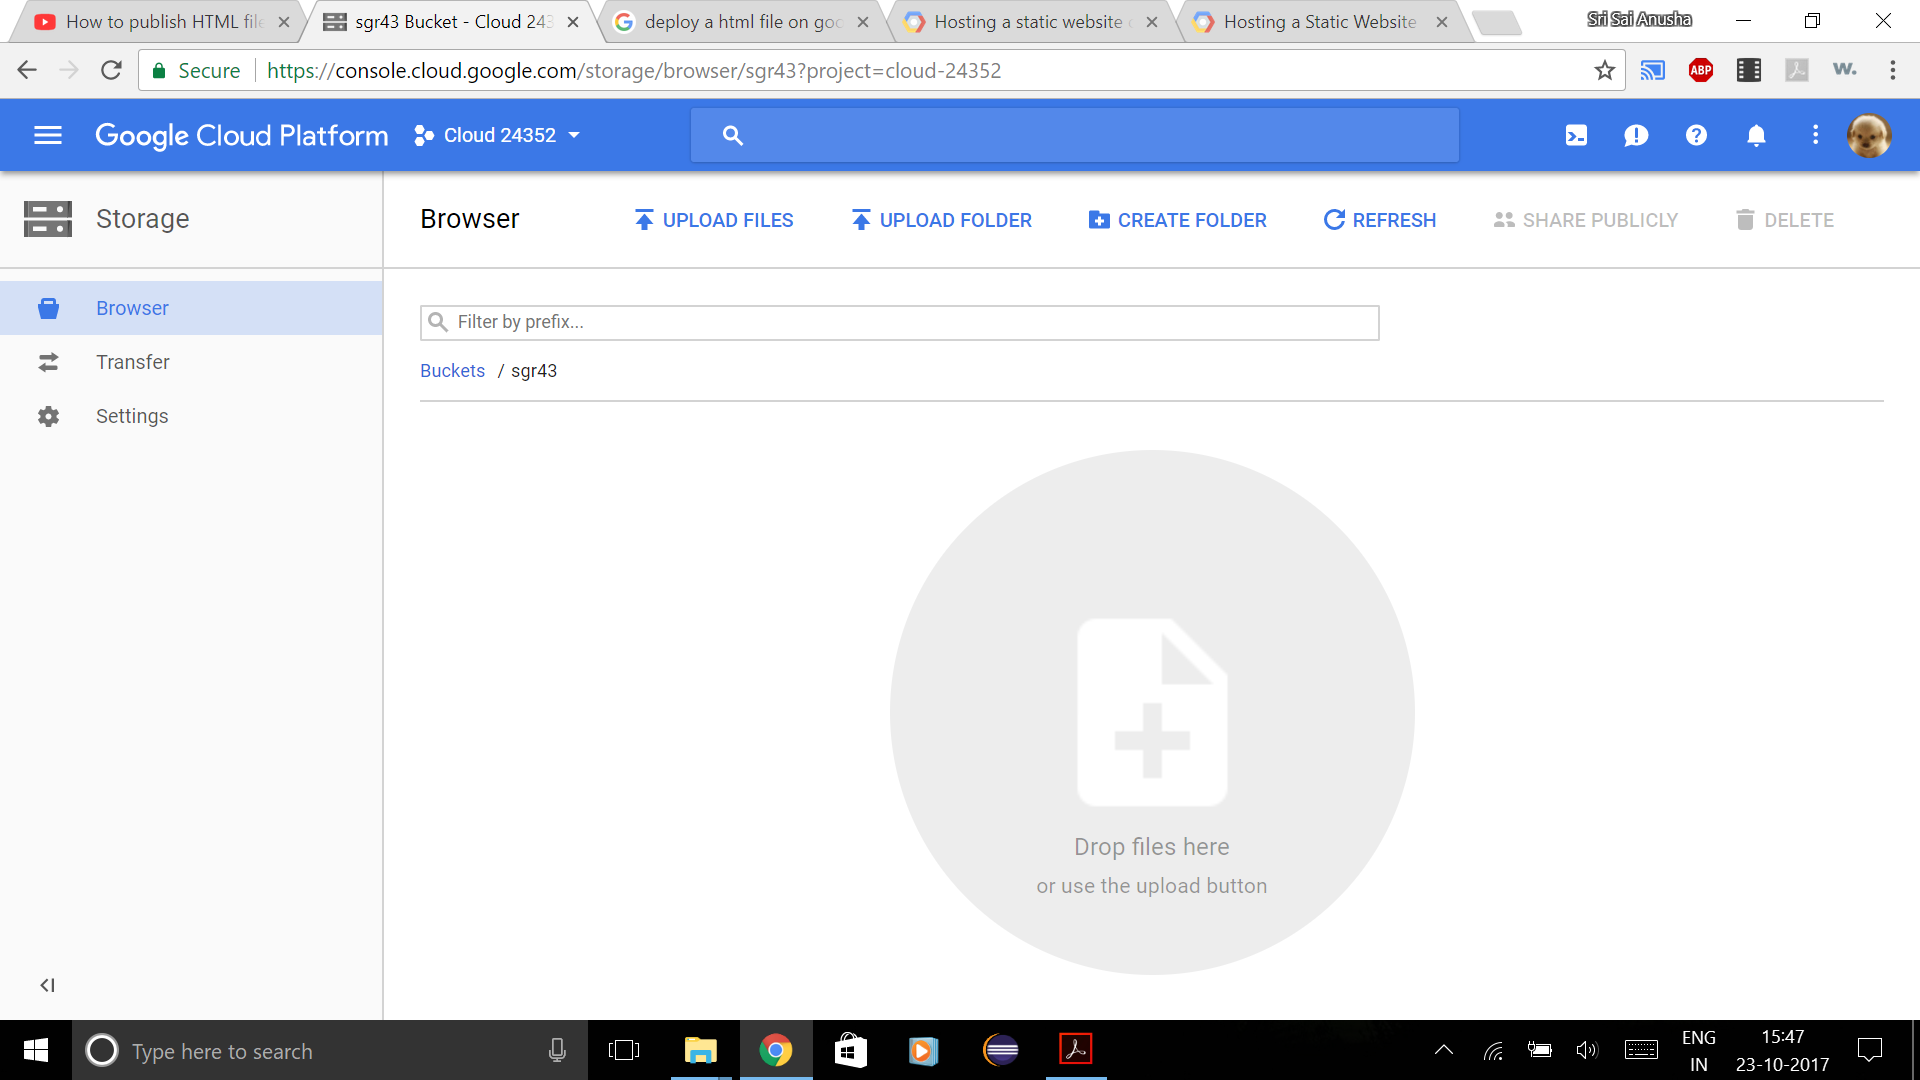 How to publish HTML file
sgr43 Bucket - Cloud 243
deploy a html file on goo
Hosting a static website
Hosting a Static Website
Sri Sai Anusha
Secure
https://console.cloud.google.com/storage/browser/sgr43?project=cloud-24352
ABP
w.
Google Cloud Platform
Cloud 24352
Storage
Browser
UPLOAD FILES
UPLOAD FOLDER
CREATE FOLDER
REFRESH
SHARE PUBLICLY
DELETE
Browser
Transfer
Settings
Filter by prefix...
Buckets / sgr43
Drop files here
or use the upload button
Type here to search
ENG
IN
15:47
23-10-2017